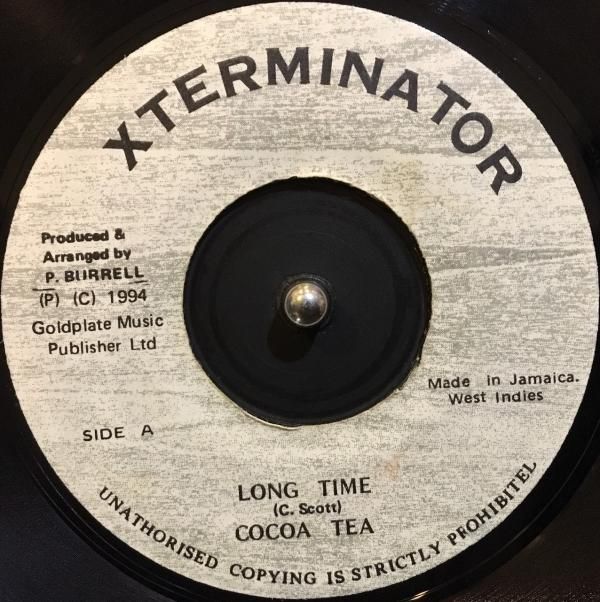 XTERMINATOR
Produced &
Arranged by
P. BURRELL
(P) (C) 1994
Goldplate Music
Publisher Ltd
Made in Jamaica.
West Indies
SIDE A
LONG TIME
(C. Scott)
COCOA TEA
UNATHORISED COPYING IS STRICTLY PROHIBITEL